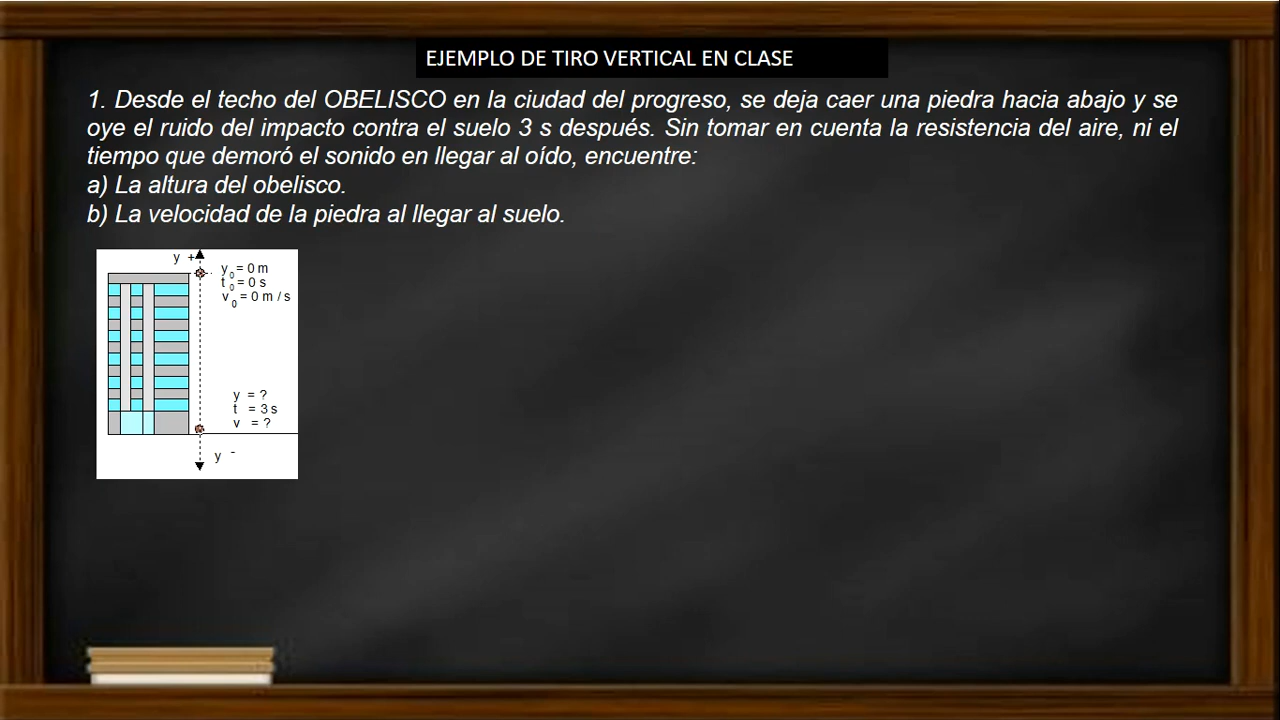 EJEMPLO DE TIRO VERTICAL EN CLASE
1. Desde el techo del OBELISCO en la ciudad del progreso, se deja caer una piedra hacia abajo y se
oye el ruido del impacto contra el suelo 3 s después. Sin tomar en cuenta la resistencia del aire, ni el
tiempo que demoró el sonido en llegar al oído, encuentre:
a) La altura del obelisco.
b) La velocidad de la piedra al llegar al suelo.
y +
y0 = 0 m
t0 = 0 s
v0 = 0 m / s
y = ?
t = 3 s
v = ?
y -